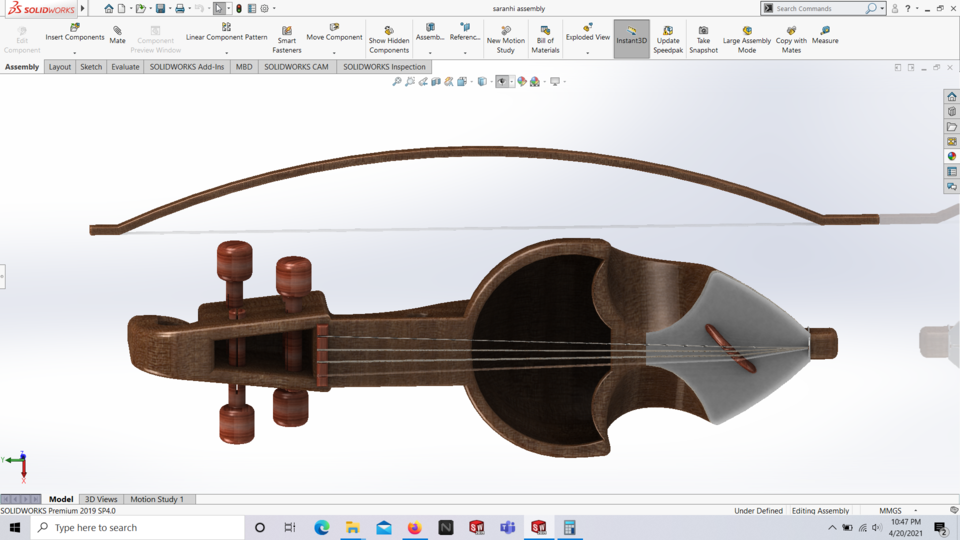 SOLIDWORKS
saranhi assembly
Search Commands
?
Edit Component
Insert Components
Mate
Component Preview Window
Linear Component Pattern
Smart Fasteners
Move Component
Show Hidden Components
Assemb...
Referenc...
New Motion Study
Bill of Materials
Exploded View
Instant3D
Update Speedpak
Take Snapshot
Large Assembly Mode
Copy with Mates
Measure
Assembly Layout Sketch Evaluate SOLIDWORKS Add-Ins MBD SOLIDWORKS CAM SOLIDWORKS Inspection
Y
Z
X
Model 3D Views Motion Study 1
SOLIDWORKS Premium 2019 SP4.0
Under Defined Editing Assembly MMGS
Type here to search
10:47 PM
4/20/2021
2